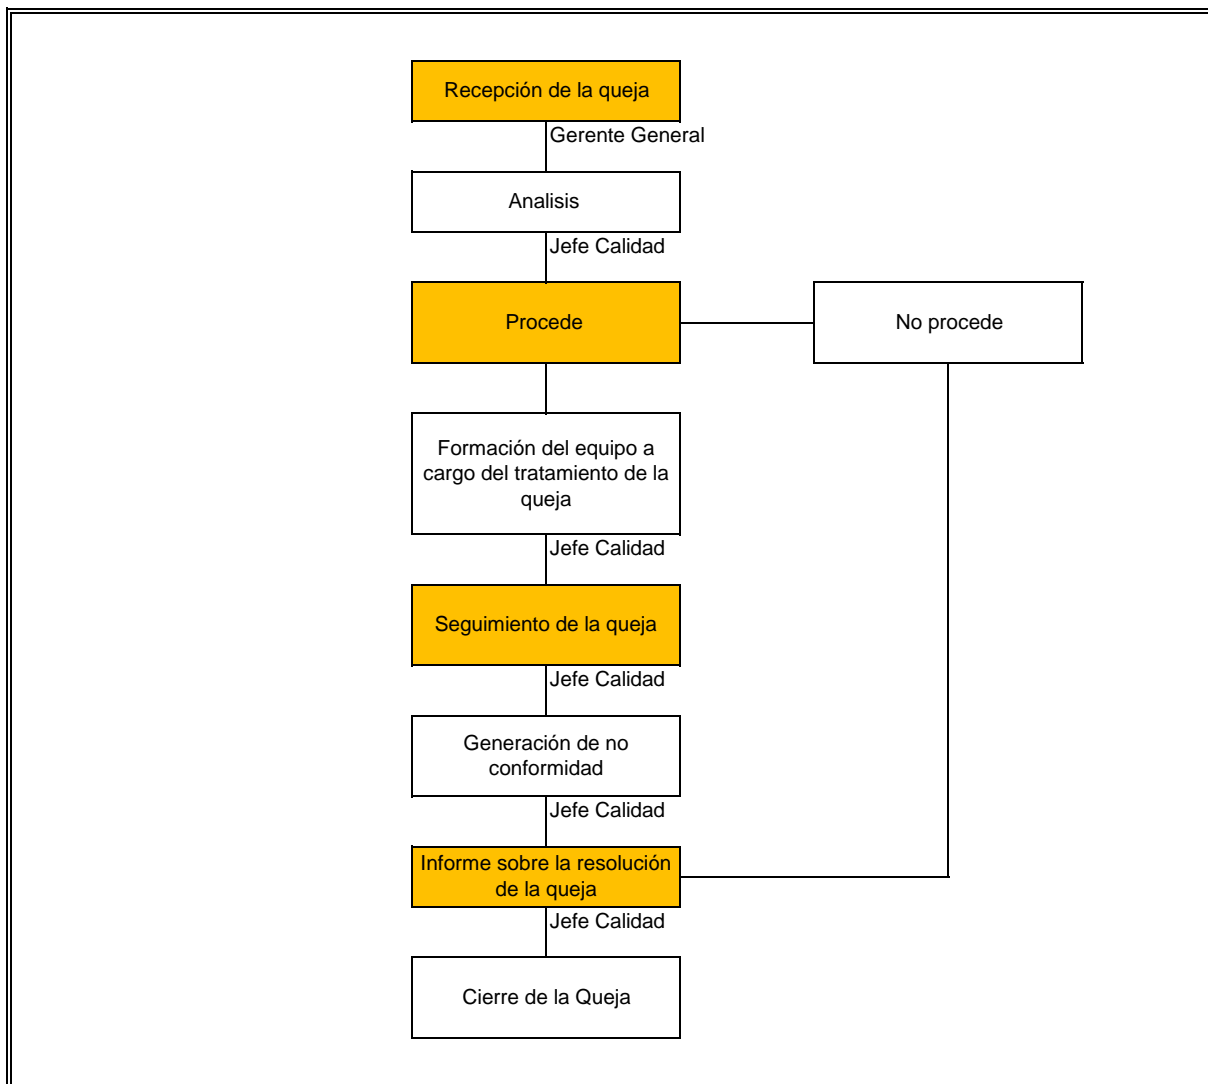 Recepción de la queja
Gerente General
Analisis
Jefe Calidad
Procede
No procede
Formación del equipo a
cargo del tratamiento de la
queja
Jefe Calidad
Seguimiento de la queja
Jefe Calidad
Generación de no
conformidad
Jefe Calidad
Informe sobre la resolución
de la queja
Jefe Calidad
Cierre de la Queja